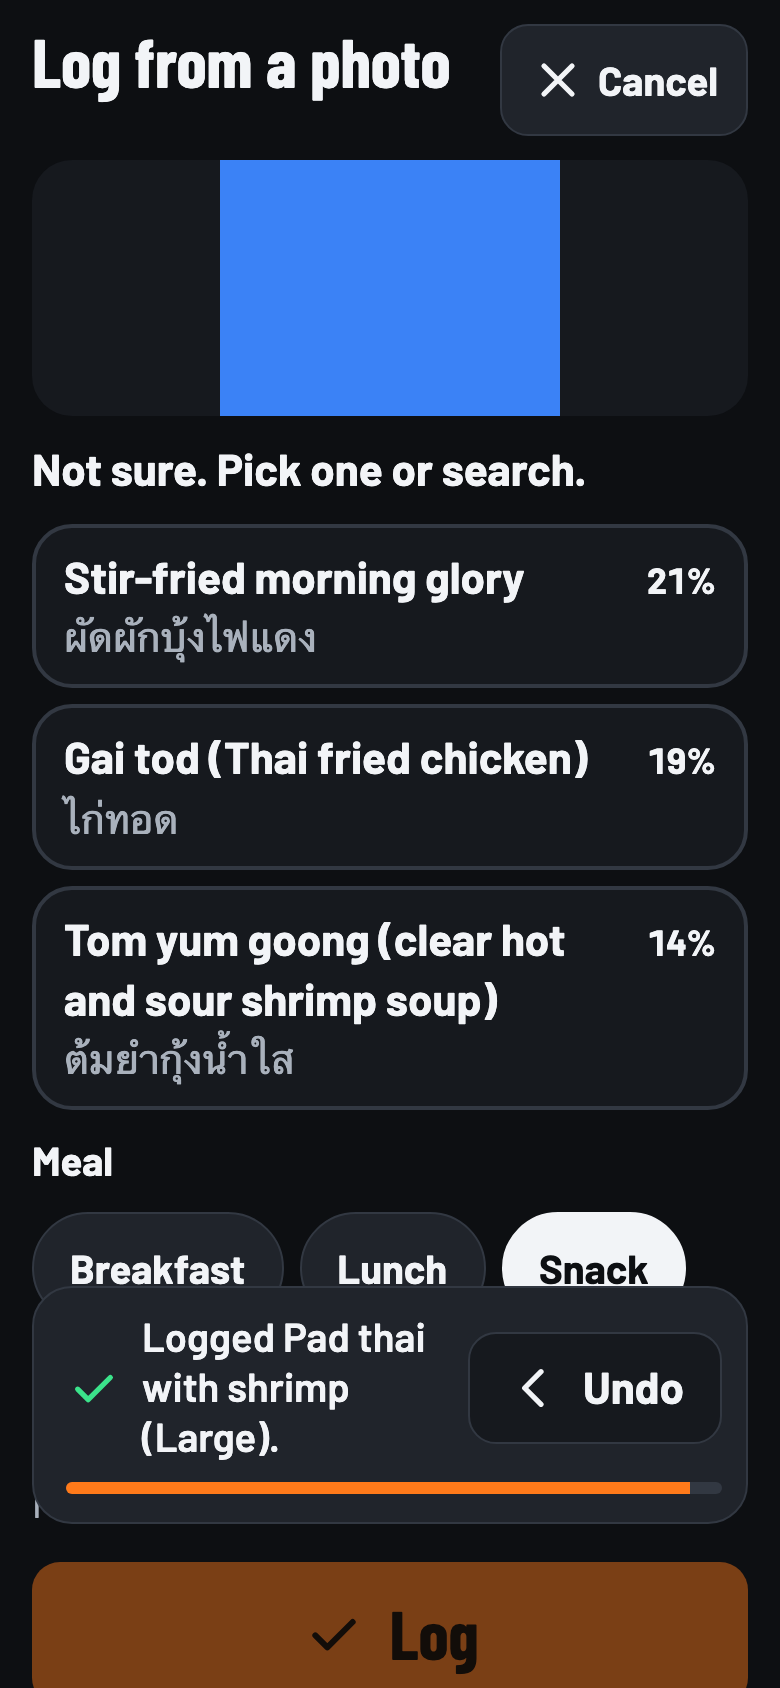 Log from a photo
Cancel
Not sure. Pick one or search.
Stir-fried morning glory
21%
ผัดผักบุ้งไฟแดง
Gai tod (Thai fried chicken)
19%
ไก่ทอด
Tom yum goong (clear hot
14%
and sour shrimp soup)
ต้มยำกุ้งน้ำใส
Meal
Breakfast
Lunch
Snack
Logged Pad thai
with shrimp
(Large).
Undo
Log